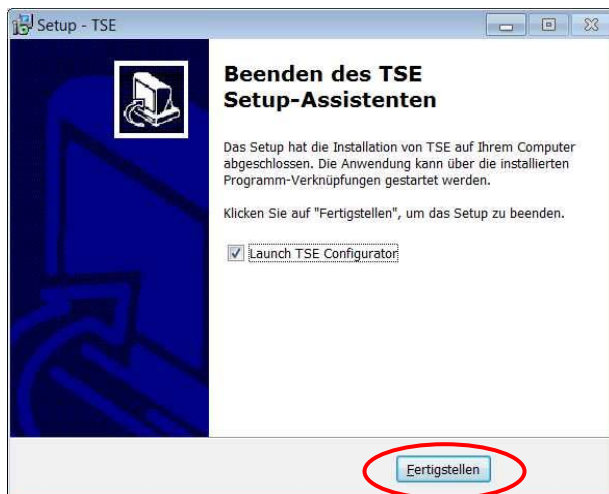 Setup - TSE
Beenden des TSE
Setup-Assistenten
Das Setup hat die Installation von TSE auf Ihrem Computer
abgeschlossen. Die Anwendung kann über die installierten
Programm-Verknüpfungen gestartet werden.
Klicken Sie auf "Fertigstellen", um das Setup zu beenden.
Launch TSE Configurator
Fertigstellen